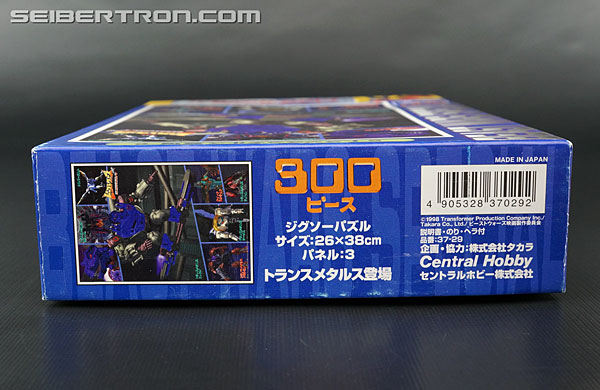 SEIBERTRON.COM
300
ピース
ジグソーパズル
サイズ:26×38cm
パネル:3
トランスメタルス登場
MADE IN JAPAN
4 905328 370292
©1998 Transformer Production Company Inc./
Takara Co., Ltd./ビーストウォーズ映画製作委員会
説明書・のり・ヘラ付
品番:37-29
企画・協力:株式会社タカラ
Central Hobby
セントラルホビー株式会社